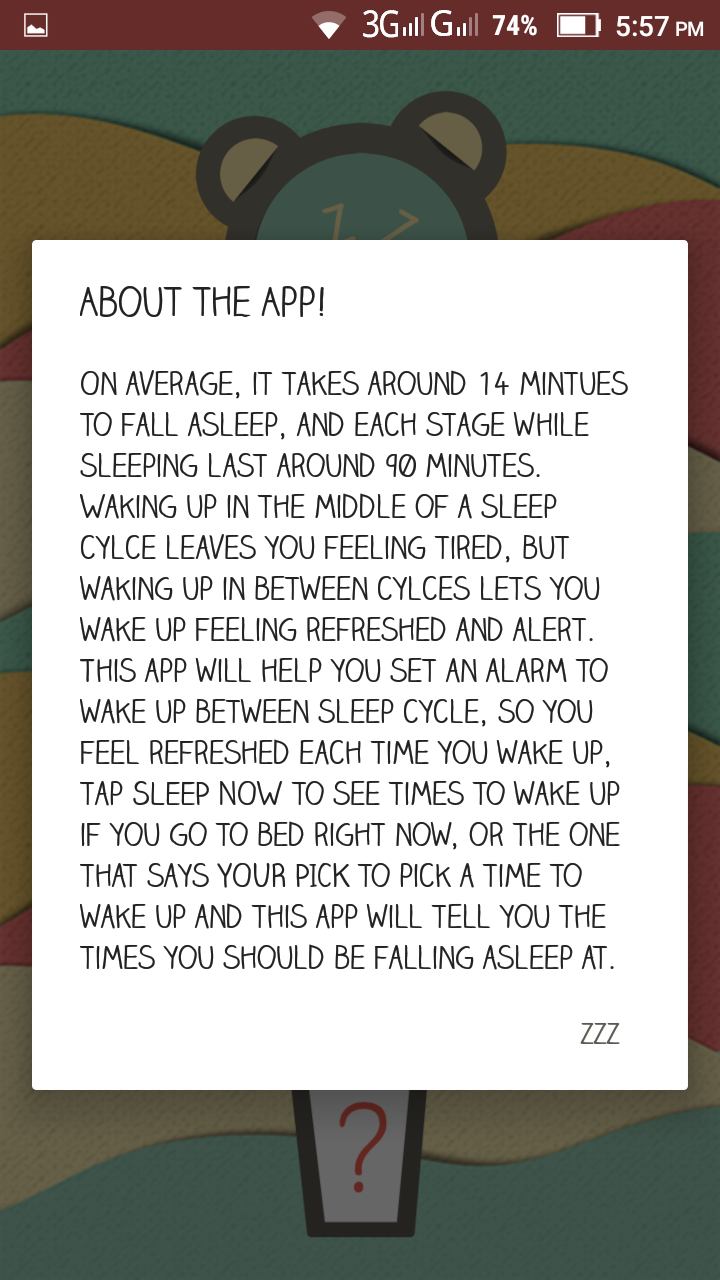 3G G 74% 5:57 PM
Z Z
ABOUT THE APP!
ON AVERAGE, IT TAKES AROUND 14 MINTUES
TO FALL ASLEEP, AND EACH STAGE WHILE
SLEEPING LAST AROUND 90 MINUTES.
WAKING UP IN THE MIDDLE OF A SLEEP
CYLCE LEAVES YOU FEELING TIRED, BUT
WAKING UP IN BETWEEN CYLCES LETS YOU
WAKE UP FEELING REFRESHED AND ALERT.
THIS APP WILL HELP YOU SET AN ALARM TO
WAKE UP BETWEEN SLEEP CYCLE, SO YOU
FEEL REFRESHED EACH TIME YOU WAKE UP,
TAP SLEEP NOW TO SEE TIMES TO WAKE UP
IF YOU GO TO BED RIGHT NOW, OR THE ONE
THAT SAYS YOUR PICK TO PICK A TIME TO
WAKE UP AND THIS APP WILL TELL YOU THE
TIMES YOU SHOULD BE FALLING ASLEEP AT.
ZZZ
?